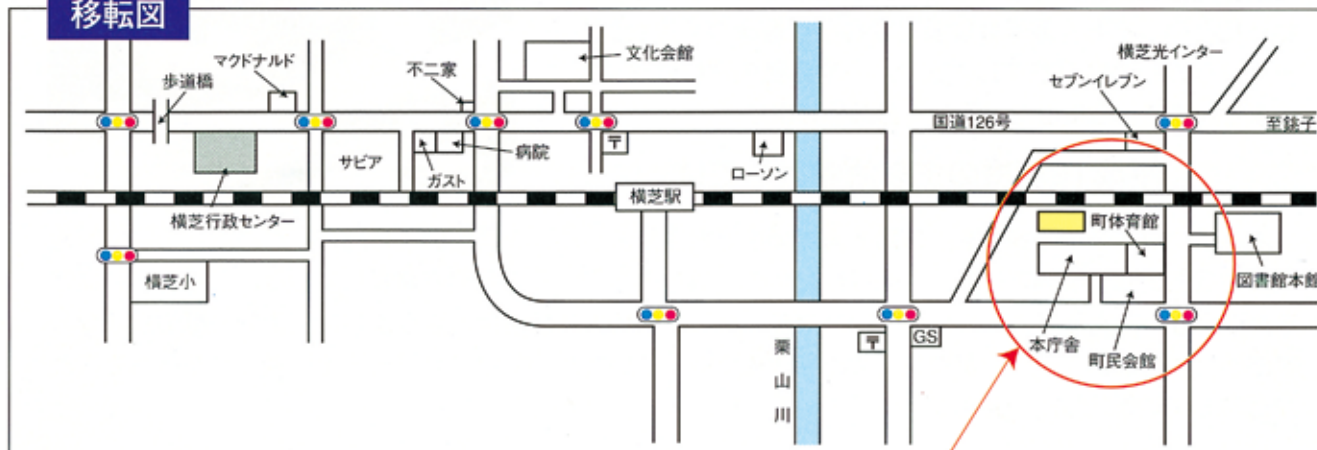 移転図
マクドナルド
歩道橋
不二家
文化会館
横芝光インター
セブンイレブン
国道126号
至銚子
〒
病院
サビア
ガスト
ローソン
横芝駅
横芝行政センター
町体育館
図書館本館
横芝小
本庁舎
町民会館
〒
GS
栗山川